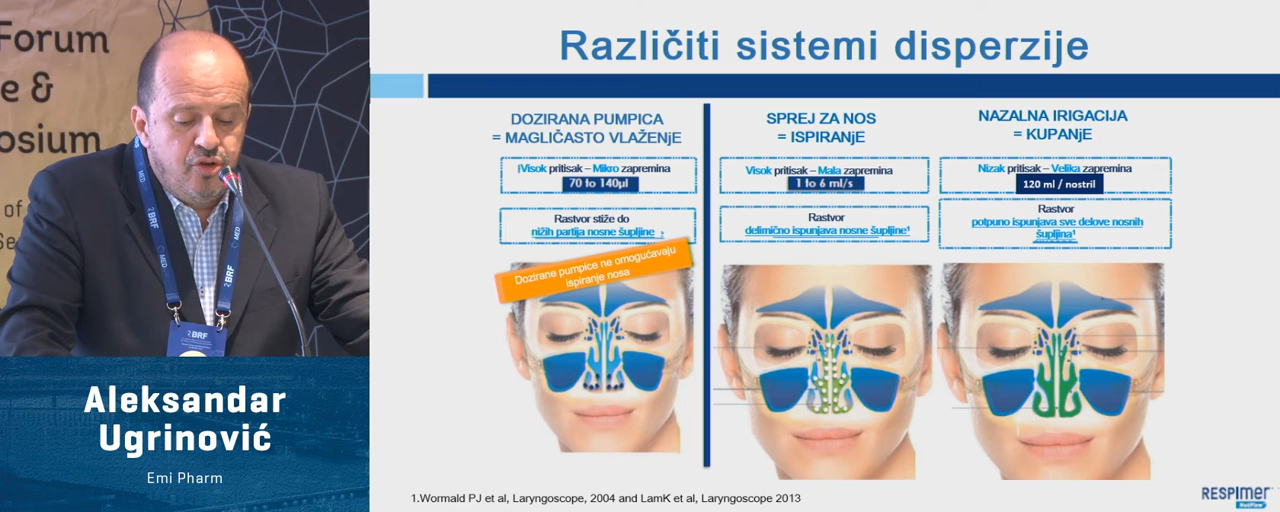 Forum
e &
osium
of
Se
MED
BRF
MED
BRF
BRF
Aleksandar
Ugrinović
Emi Pharm
Različiti sistemi disperzije
DOZIRANA PUMPICA
= MAGLIČASTO VLAŽENjE
Visok pritisak – Mikro zapremina
70 to 140µl
Rastvor stiže do
nižih partija nosne šupljine
Dozirane pumpice ne omogućavaju
ispiranje nosa
SPREJ ZA NOS
= ISPIRANjE
Visok pritisak – Mala zapremina
1 to 6 ml/s
Rastvor
delimično ispunjava nosne šupljine¹
NAZALNA IRIGACIJA
= KUPANjE
Nizak pritisak – Velika zapremina
120 ml / nostril
Rastvor
potpuno ispunjava sve delove nosnih
šupljina¹
1.Wormald PJ et al, Laryngoscope, 2004 and LamK et al, Laryngoscope 2013
RESPIMER
NetiFlow